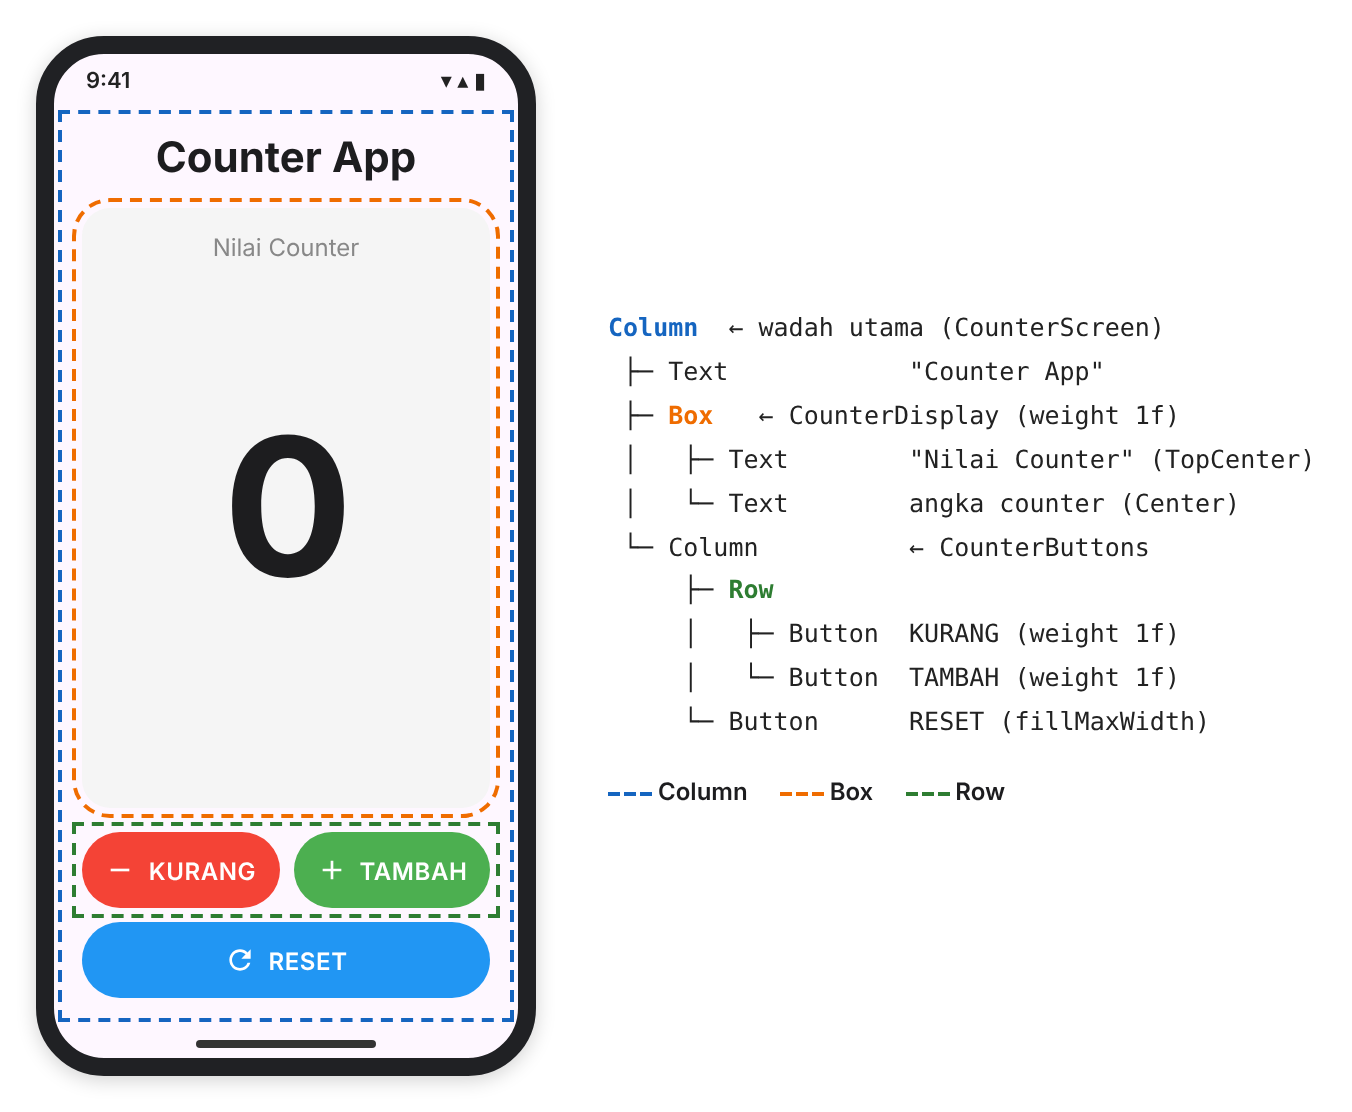 9:41
Counter App
Nilai Counter
0
− KURANG
+ TAMBAH
RESET
Column ← wadah utama (CounterScreen)
├─ Text "Counter App"
├─ Box ← CounterDisplay (weight 1f)
│ ├─ Text "Nilai Counter" (TopCenter)
│ └─ Text angka counter (Center)
└─ Column ← CounterButtons
├─ Row
│ ├─ Button KURANG (weight 1f)
│ └─ Button TAMBAH (weight 1f)
└─ Button RESET (fillMaxWidth)
Column Box Row